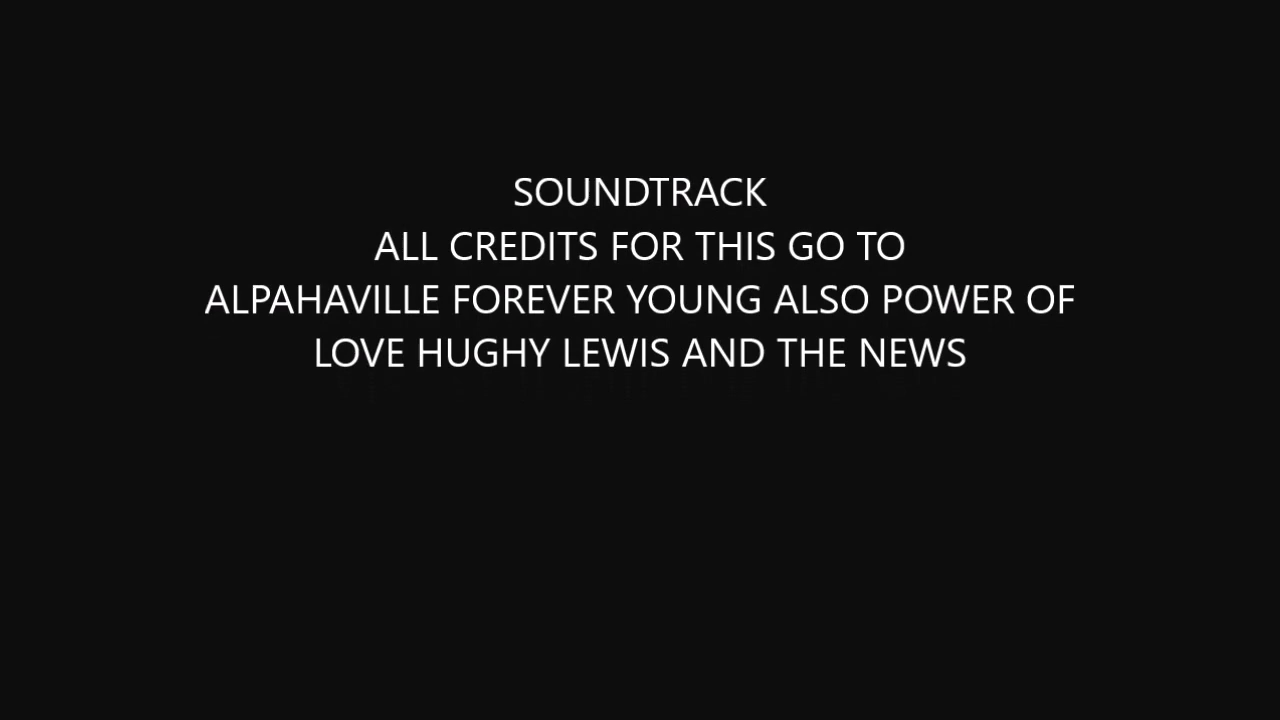 SOUNDTRACK
ALL CREDITS FOR THIS GO TO
ALPAHAVILLE FOREVER YOUNG ALSO POWER OF
LOVE HUGHY LEWIS AND THE NEWS